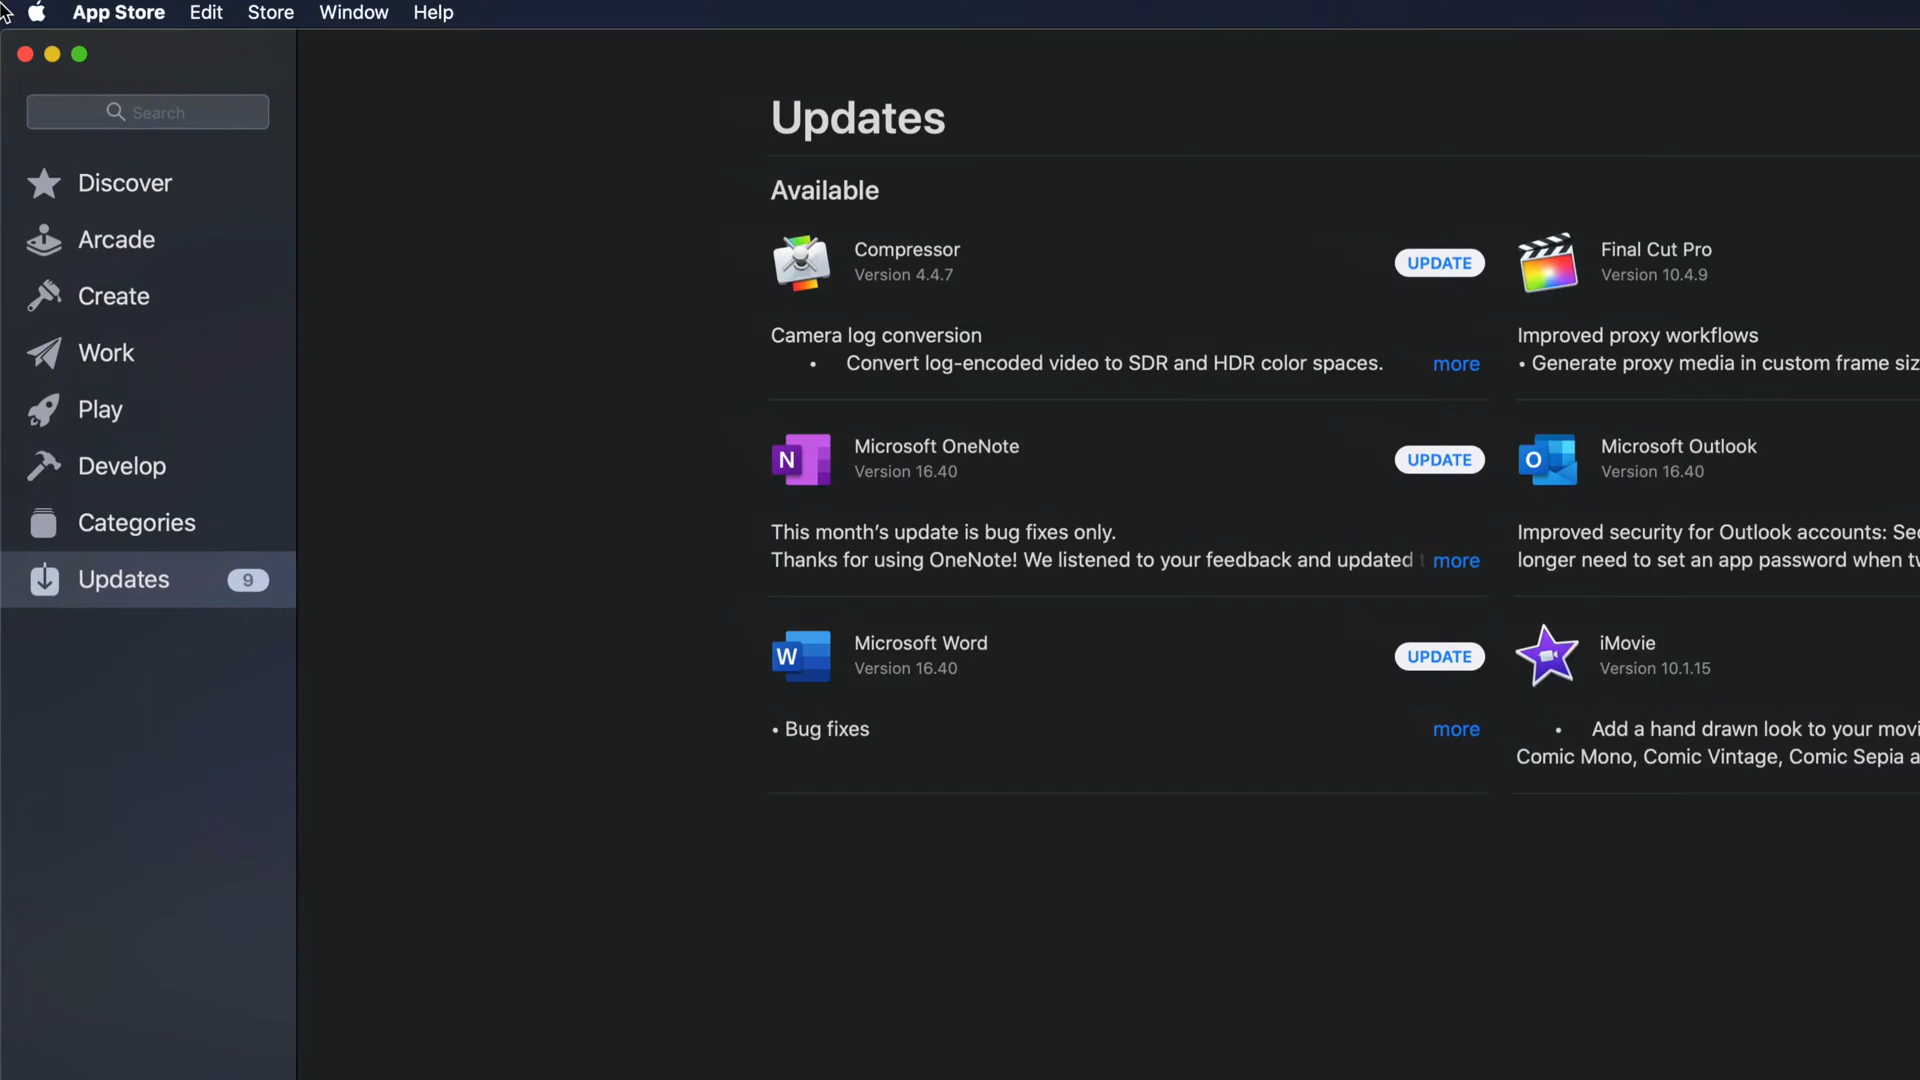 App Store Edit Store Window Help
Search
Discover
Arcade
Create
Work
Play
Develop
Categories
Updates 9
Updates
Available
Compressor
Version 4.4.7
UPDATE
Camera log conversion
• Convert log-encoded video to SDR and HDR color spaces. more
Final Cut Pro
Version 10.4.9
Improved proxy workflows
• Generate proxy media in custom frame siz
N
Microsoft OneNote
Version 16.40
UPDATE
This month’s update is bug fixes only.
Thanks for using OneNote! We listened to your feedback and updated t more
O
Microsoft Outlook
Version 16.40
Improved security for Outlook accounts: Sec
longer need to set an app password when tw
W
Microsoft Word
Version 16.40
UPDATE
• Bug fixes more
iMovie
Version 10.1.15
• Add a hand drawn look to your movi
Comic Mono, Comic Vintage, Comic Sepia a